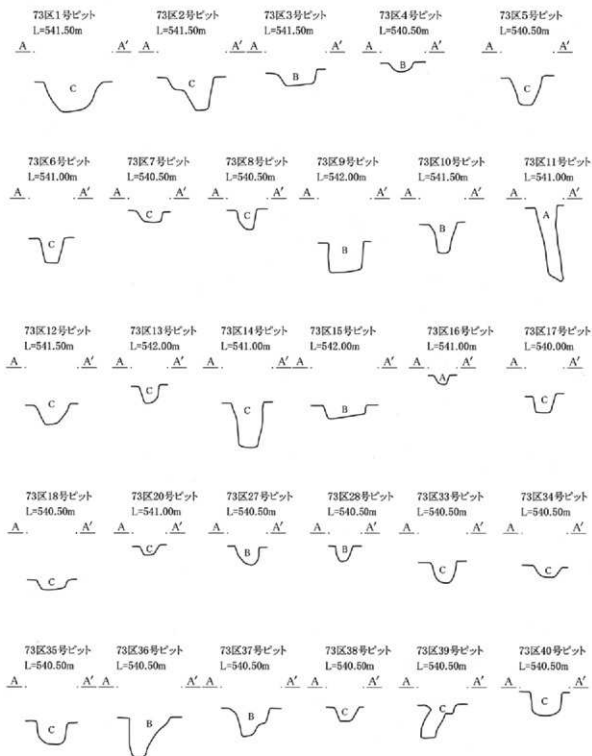 73区1号ピット 73区2号ピット 73区3号ピット 73区4号ピット 73区5号ピット
L=541.50m L=541.50m L=541.50m L=540.50m L=540.50m
A A′ A A′ A A′ A A′ A A′
C C B B C
73区6号ピット 73区7号ピット 73区8号ピット 73区9号ピット 73区10号ピット 73区11号ピット
L=541.00m L=540.50m L=540.50m L=542.00m L=541.50m L=541.00m
A A′ A A′ A A′ A A′ A A′ A A′
C C C B B A
73区12号ピット 73区13号ピット 73区14号ピット 73区15号ピット 73区16号ピット 73区17号ピット
L=541.50m L=542.00m L=541.00m L=542.00m L=541.00m L=540.00m
A A′ A A′ A A′ A A′ A A′ A A′
C C C B A C
73区18号ピット 73区20号ピット 73区27号ピット 73区28号ピット 73区33号ピット 73区34号ピット
L=540.50m L=541.00m L=540.50m L=540.50m L=540.50m L=540.50m
A A′ A A′ A A′ A A′ A A′ A A′
C C B B C C
73区35号ピット 73区36号ピット 73区37号ピット 73区38号ピット 73区39号ピット 73区40号ピット
L=540.50m L=540.50m L=540.50m L=540.50m L=540.50m L=540.50m
A A′ A A′ A A′ A A′ A A′ A A′
C B B C C C